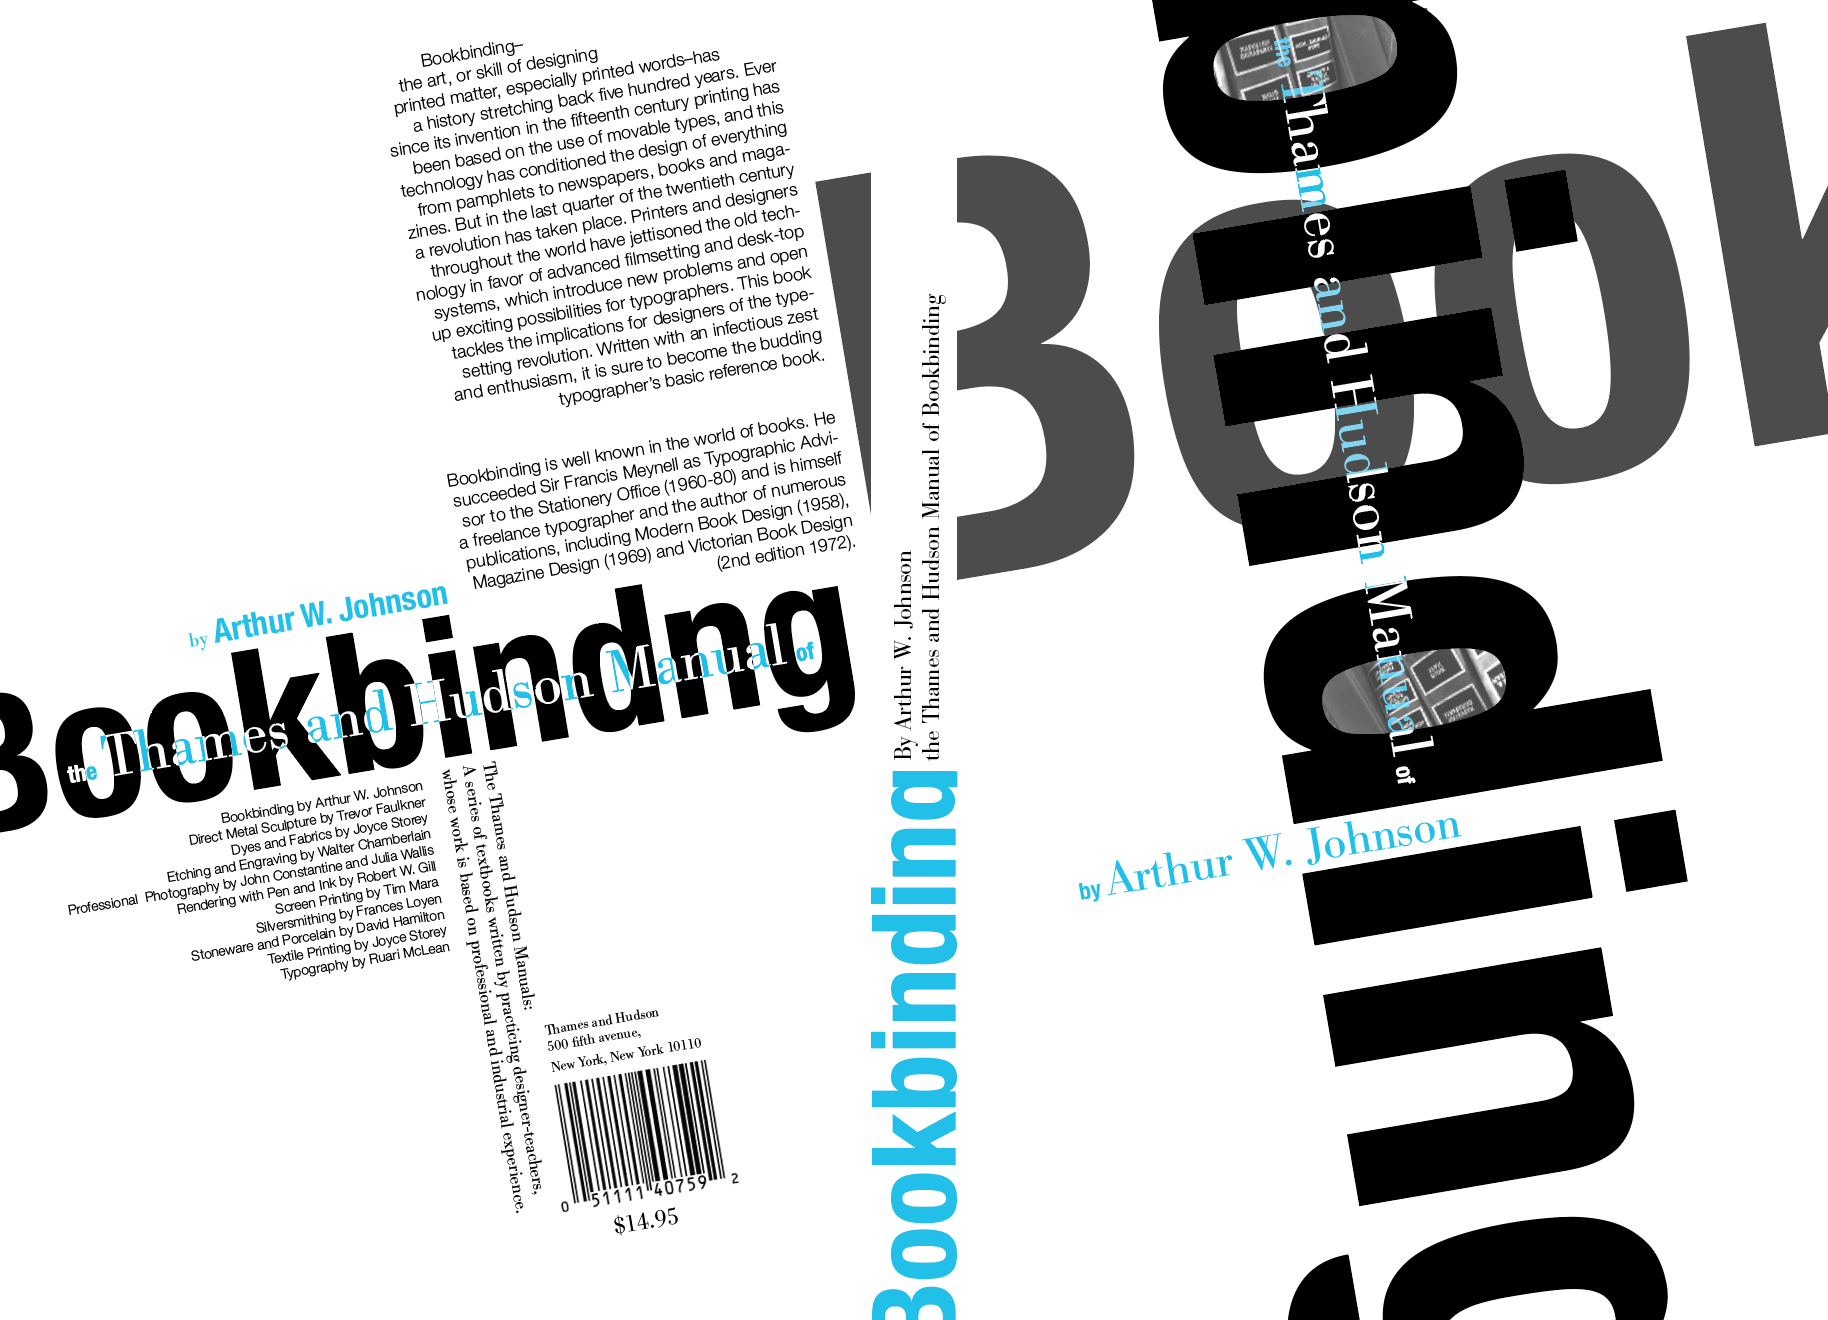 Bookbinding–
the art, or skill of designing
printed matter, especially printed words–has
a history stretching back five hundred years. Ever
since its invention in the fifteenth century printing has
been based on the use of movable types, and this
technology has conditioned the design of everything
from pamphlets to newspapers, books and maga-
zines. But in the last quarter of the twentieth century
a revolution has taken place. Printers and designers
throughout the world have jettisoned the old tech-
nology in favor of advanced filmsetting and desk-top
systems, which introduce new problems and open
up exciting possibilities for typographers. This book
tackles the implications for designers of the type-
setting revolution. Written with an infectious zest
and enthusiasm, it is sure to become the budding
typographer's basic reference book.
Bookbinding is well known in the world of books. He
succeeded Sir Francis Meynell as Typographic Advi-
sor to the Stationery Office (1960-80) and is himself
a freelance typographer and the author of numerous
publications, including Modern Book Design (1958),
Magazine Design (1969) and Victorian Book Design
(2nd edition 1972).
by Arthur W. Johnson
Bookbindng
the Thames and Hudson Manual of
Bookbinding by Arthur W. Johnson
Direct Metal Sculpture by Trevor Faulkner
Dyes and Fabrics by Joyce Storey
Etching and Engraving by Walter Chamberlain
Professional Photography by John Constantine and Julia Wallis
Rendering with Pen and Ink by Robert W. Gill
Screen Printing by Tim Mara
Silversmithing by Frances Loyen
Stoneware and Porcelain by David Hamilton
Textile Printing by Joyce Storey
Typography by Ruari McLean
The Thames and Hudson Manuals:
A series of textbooks written by practicing designer-teachers,
whose work is based on professional and industrial experience.
Thames and Hudson
500 fifth avenue,
New York, New York 10110
0 51111 40759 2
$14.95
By Arthur W. Johnson
the Thames and Hudson Manual of Bookbinding
Bookbinding
Book
binding
the Thames and Hudson Manual of
by Arthur W. Johnson